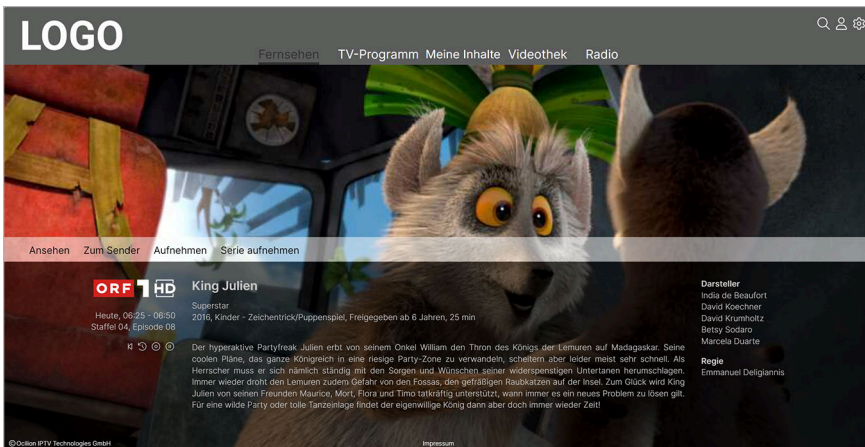 LOGO
Fernsehen TV-Programm Meine Inhalte Videothek Radio
Ansehen Zum Sender Aufnehmen Serie aufnehmen
ORF 1 HD
Heute, 06:25 - 06:50
Staffel 04, Episode 08
King Julien
Superstar
2016, Kinder - Zeichentrick/Puppenspiel, Freigegeben ab 6 Jahren, 25 min
Der hyperaktive Partyfreak Julien erbt von seinem Onkel William den Thron des Königs der Lemuren auf Madagaskar. Seine
coolen Pläne, das ganze Königreich in eine riesige Party-Zone zu verwandeln, scheitern aber leider meist sehr schnell. Als
Herrscher muss er sich nämlich ständig mit den Sorgen und Wünschen seiner widerspenstigen Untertanen herumschlagen.
Immer wieder droht den Lemuren zudem Gefahr von den Fossas, den gefräßigen Raubkatzen auf der Insel. Zum Glück wird King
Julien von seinen Freunden Maurice, Mort, Flora und Timo tatkräftig unterstützt, wann immer es ein neues Problem zu lösen gilt.
Für eine wilde Party oder tolle Tanzeinlage findet der eigenwillige König dann aber doch immer wieder Zeit!
Darsteller
India de Beaufort
David Koechner
David Krumholtz
Betsy Sodaro
Marcela Duarte
Regie
Emmanuel Deligiannis
© Ocilion IPTV Technologies GmbH
Impressum